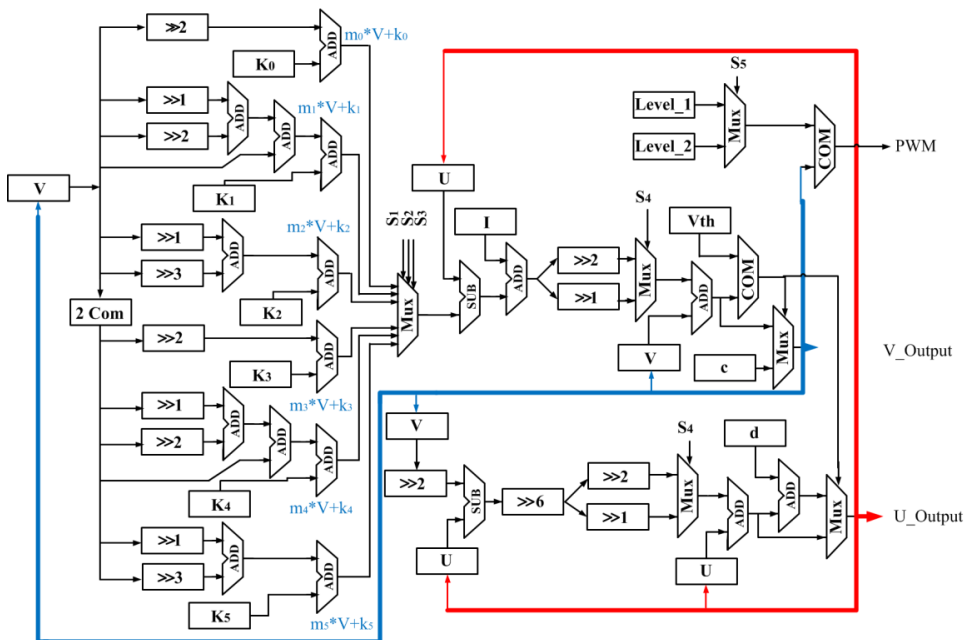 >>2
ADD
m₀*V+k₀
K₀
>>1
ADD
>>2
ADD
m₁*V+k₁
ADD
K₁
V
>>1
ADD
>>3
m₂*V+k₂
ADD
K₂
2 Com
>>2
ADD
K₃
m₃*V+k₃
>>1
ADD
>>2
ADD
ADD
K₄
m₄*V+k₄
>>1
ADD
>>3
ADD
K₅
m₅*V+k₅
S₁
S₂
S₃
Mux
U
SUB
I
ADD
>>2
>>1
S₄
Mux
V
ADD
Vth
COM
c
Mux
V_Output
S₅
Level_1
Level_2
Mux
COM
PWM
V
>>2
SUB
U
>>6
>>2
>>1
S₄
Mux
U
ADD
d
ADD
Mux
U_Output